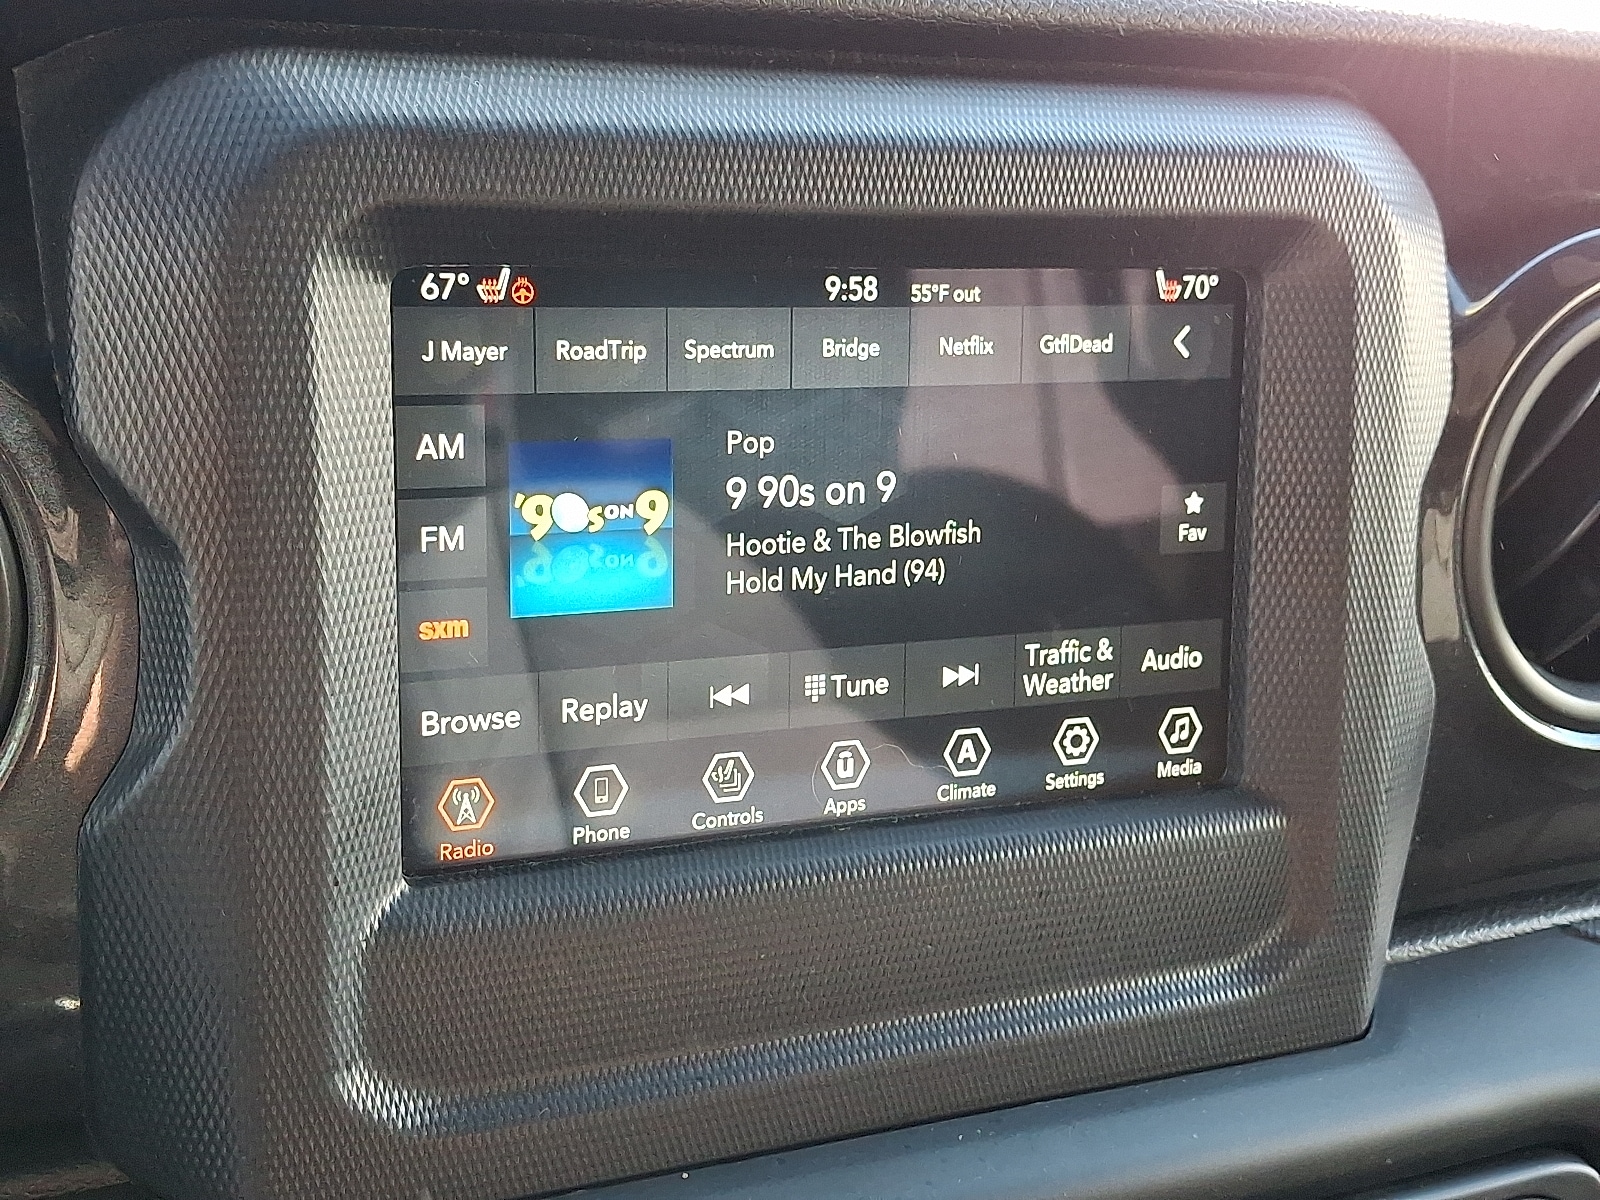 67° 9:58 55°F out 70°
J Mayer RoadTrip Spectrum Bridge Netflix GtflDead
AM
FM
sxm
'90s ON 9
Pop
9 90s on 9
Hootie & The Blowfish
Hold My Hand (94)
Fav
Browse Replay Tune Traffic & Weather Audio
Radio Phone Controls Apps A Climate Settings Media